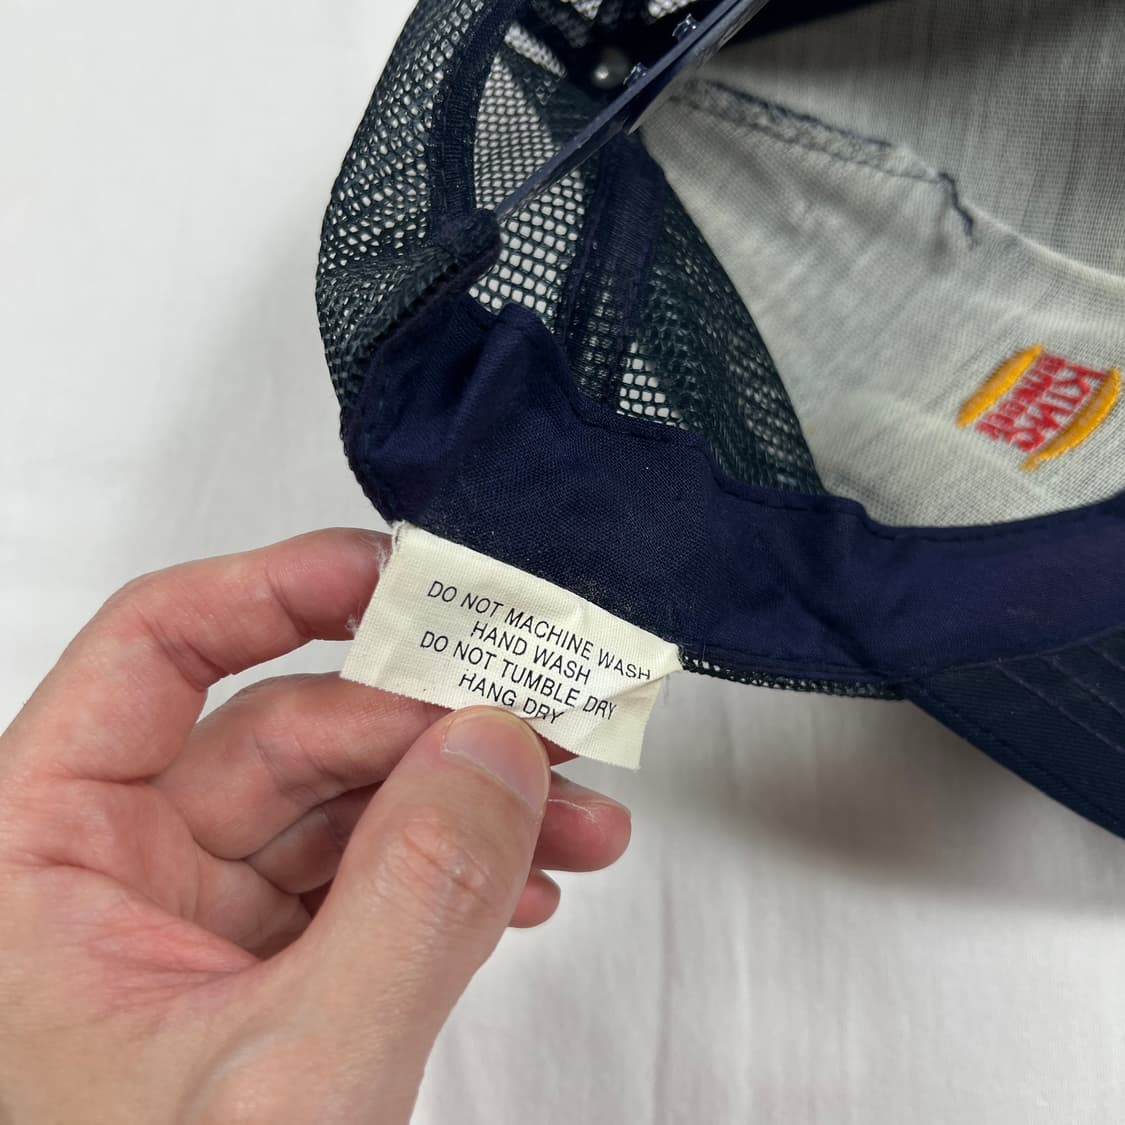 DO NOT MACHINE WASH
HAND WASH
DO NOT TUMBLE DRY
HANG DRY
BURGER
KING